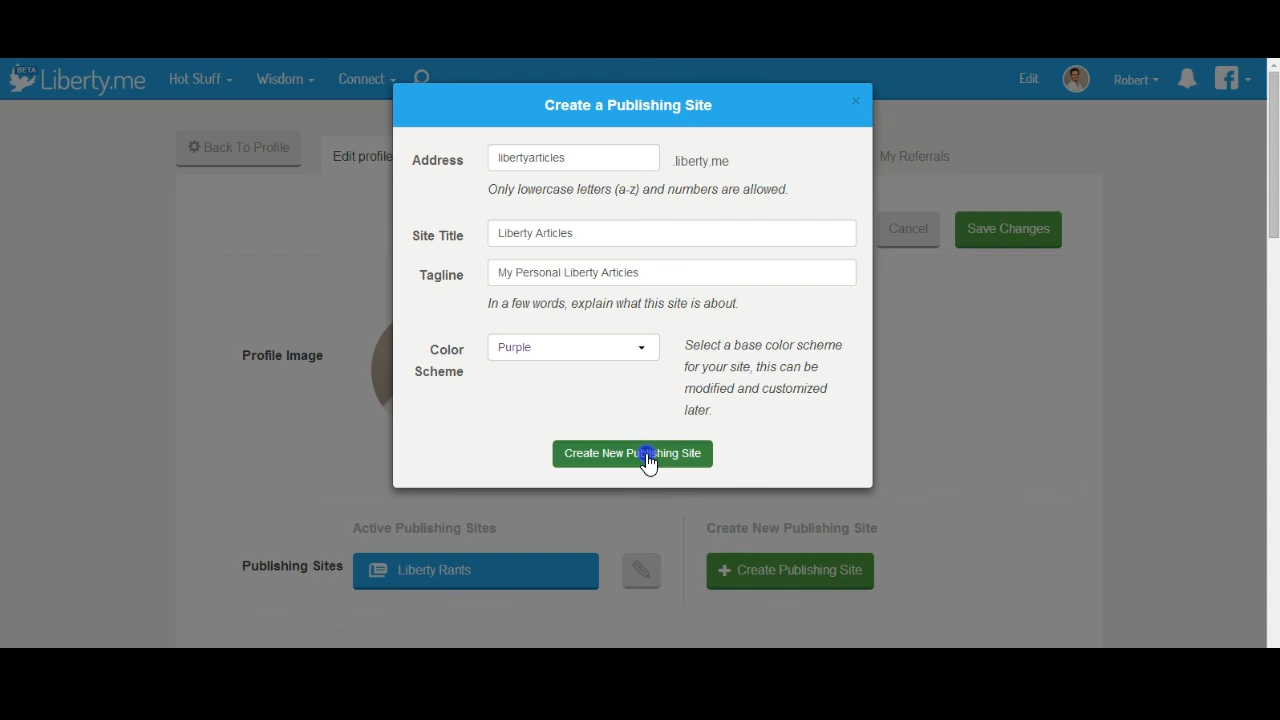 BETA
Liberty.me Hot Stuff Wisdom Connect Edit Robert
Create a Publishing Site ×
Back To Profile Edit profile My Referrals
Address libertyarticles .liberty.me
Only lowercase letters (a-z) and numbers are allowed.
Cancel Save Changes
Site Title Liberty Articles
Tagline My Personal Liberty Articles
In a few words, explain what this site is about.
Profile Image
Color
Scheme
Purple
Select a base color scheme
for your site, this can be
modified and customized
later.
Create New Publishing Site
Active Publishing Sites Create New Publishing Site
Publishing Sites Liberty Rants Create Publishing Site